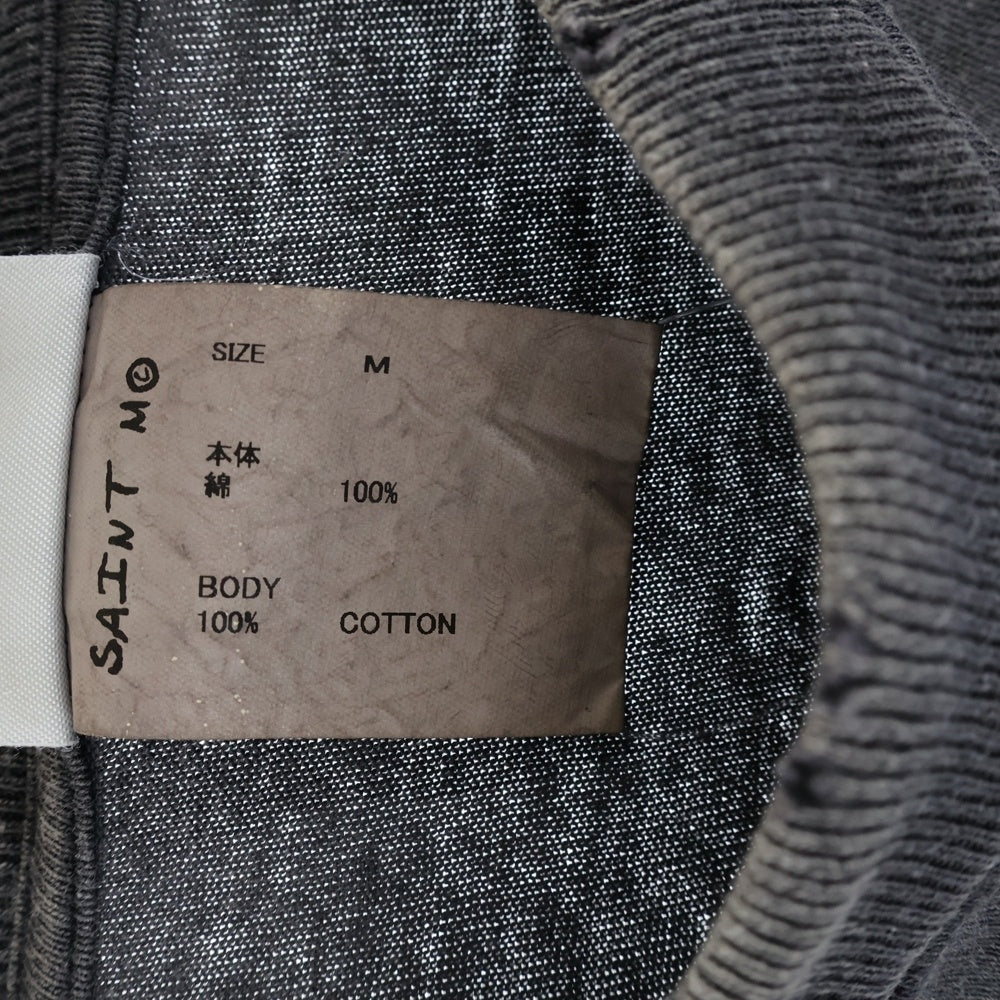 SAINT M©
SIZE M
本体
綿 100%
BODY
100% COTTON